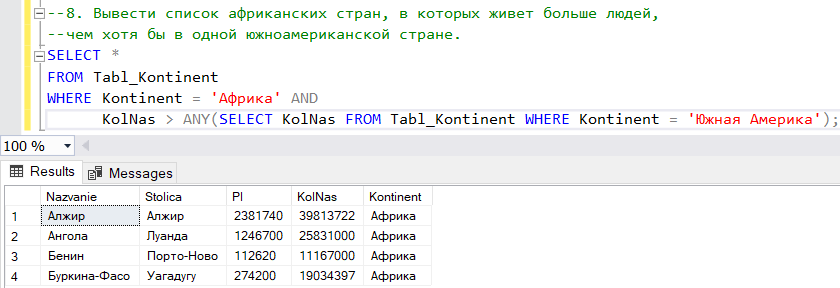 --8. Вывести список африканских стран, в которых живет больше людей,
--чем хотя бы в одной южноамериканской стране.
SELECT *
FROM Tabl_Kontinent
WHERE Kontinent = 'Африка' AND
KolNas > ANY(SELECT KolNas FROM Tabl_Kontinent WHERE Kontinent = 'Южная Америка');
100 %
Results Messages
Nazvanie Stolica Pl KolNas Kontinent
1 Алжир Алжир 2381740 39813722 Африка
2 Ангола Луанда 1246700 25831000 Африка
3 Бенин Порто-Ново 112620 11167000 Африка
4 Буркина-Фасо Уагадугу 274200 19034397 Африка